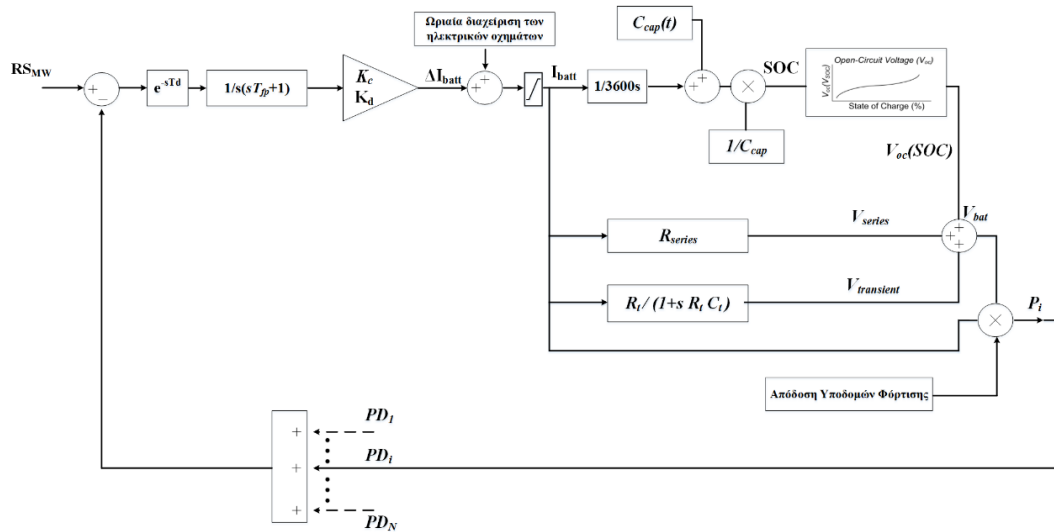 Ωριαία διαχείριση των
ηλεκτρικών οχημάτων
C_cap(t)
RS_MW
+
−
e^-sTd
1/s(sT_fp+1)
K_c
K_d
ΔI_batt
+
I_batt
1/3600s
+
+
×
SOC
Open-Circuit Voltage (V_oc)
V_oc(V_SOC)
State of Charge (%)
1/C_cap
V_oc(SOC)
R_series
V_series
V_bat
+
+
+
R_t / (1+s R_t C_t)
V_transient
×
P_i
Απόδοση Υποδομών Φόρτισης
+
PD_1
+
PD_i
+
PD_N